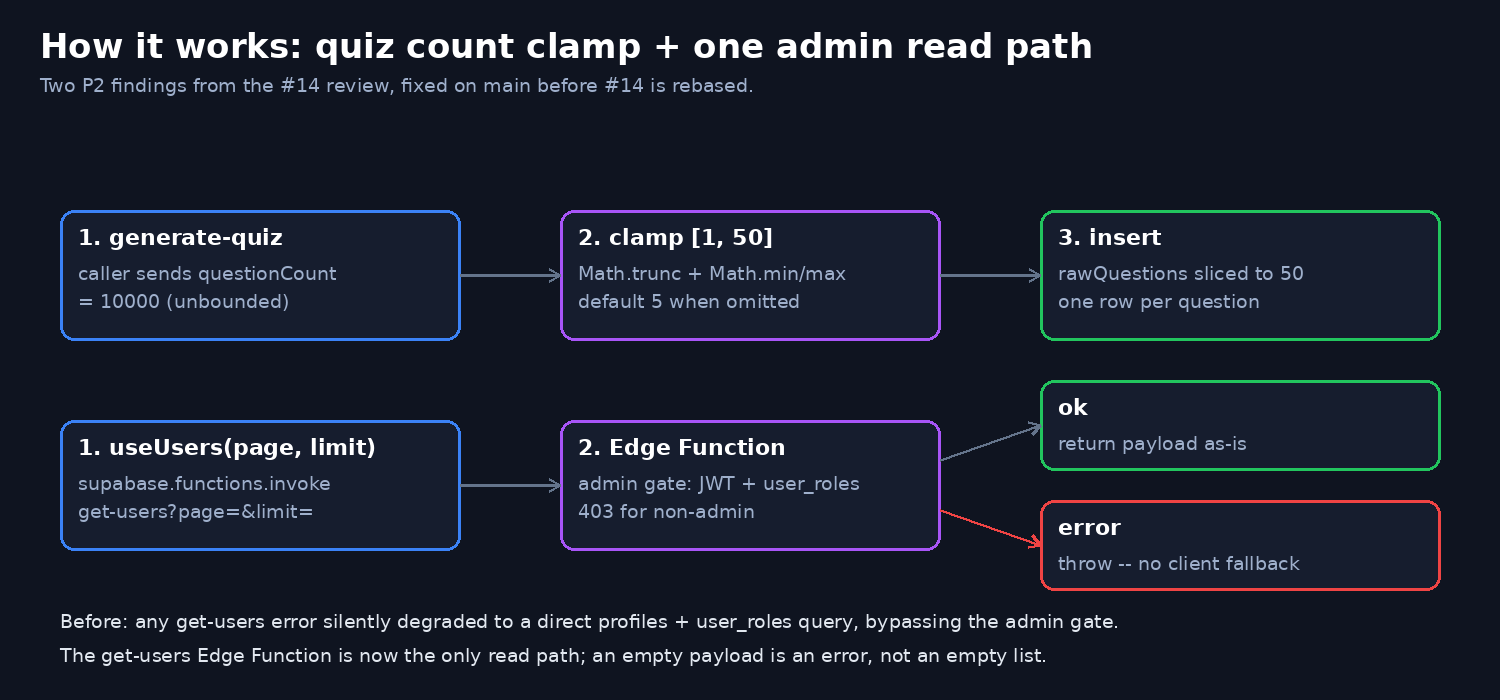 How it works: quiz count clamp + one admin read path
Two P2 findings from the #14 review, fixed on main before #14 is rebased.
1. generate-quiz
caller sends questionCount
= 10000 (unbounded)
2. clamp [1, 50]
Math.trunc + Math.min/max
default 5 when omitted
3. insert
rawQuestions sliced to 50
one row per question
1. useUsers(page, limit)
supabase.functions.invoke
get-users?page=&limit=
2. Edge Function
admin gate: JWT + user_roles
403 for non-admin
ok
return payload as-is
error
throw -- no client fallback
Before: any get-users error silently degraded to a direct profiles + user_roles query, bypassing the admin gate.
The get-users Edge Function is now the only read path; an empty payload is an error, not an empty list.